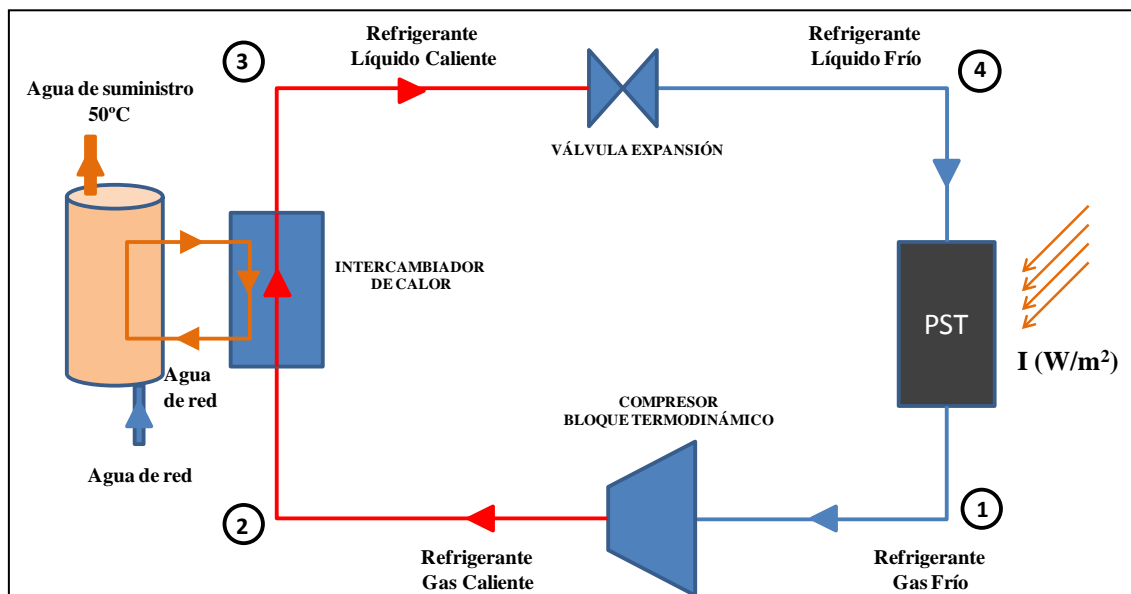 3
Refrigerante
Líquido Caliente
Refrigerante
Líquido Frío
4
Agua de suministro
50ºC
VÁLVULA EXPANSIÓN
INTERCAMBIADOR
DE CALOR
PST
I (W/m²)
Agua
de red
Agua de red
COMPRESOR
BLOQUE TERMODINÁMICO
2
1
Refrigerante
Gas Caliente
Refrigerante
Gas Frío